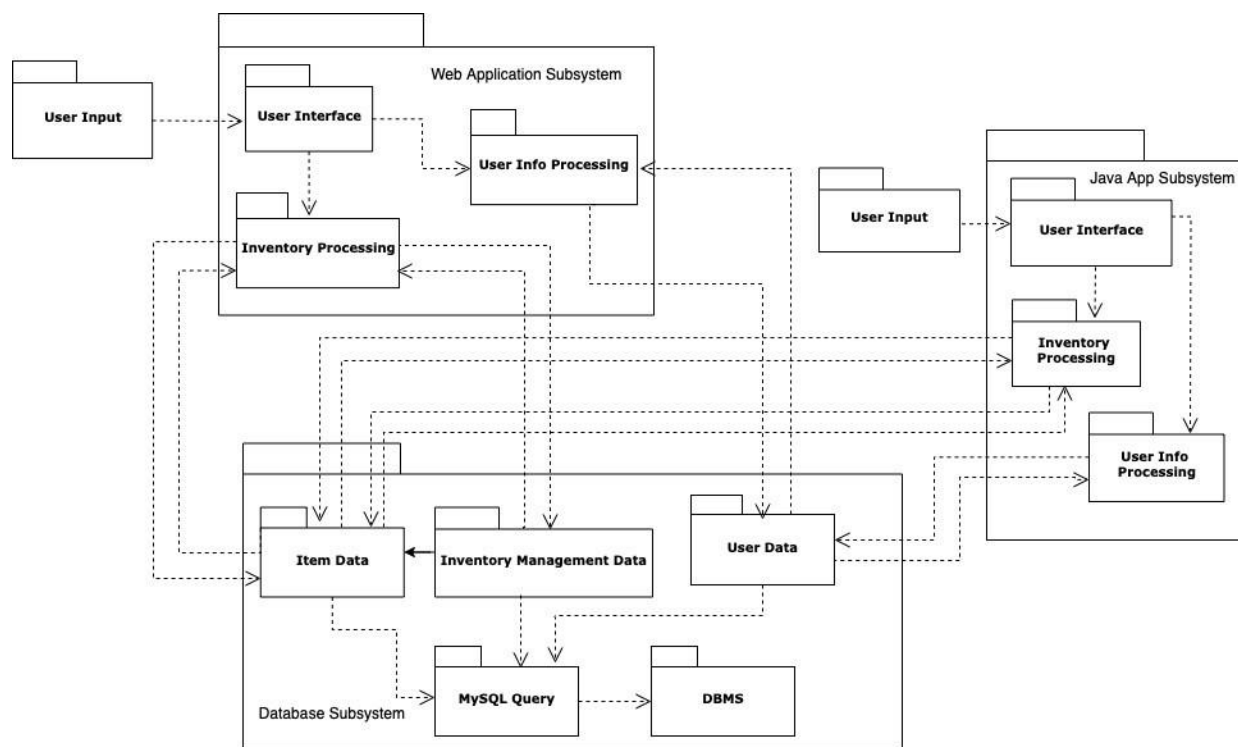 Web Application Subsystem
User Input
User Interface
User Info Processing
Inventory Processing
Java App Subsystem
User Input
User Interface
Inventory
Processing
User Info
Processing
Item Data
Inventory Management Data
User Data
MySQL Query
DBMS
Database Subsystem